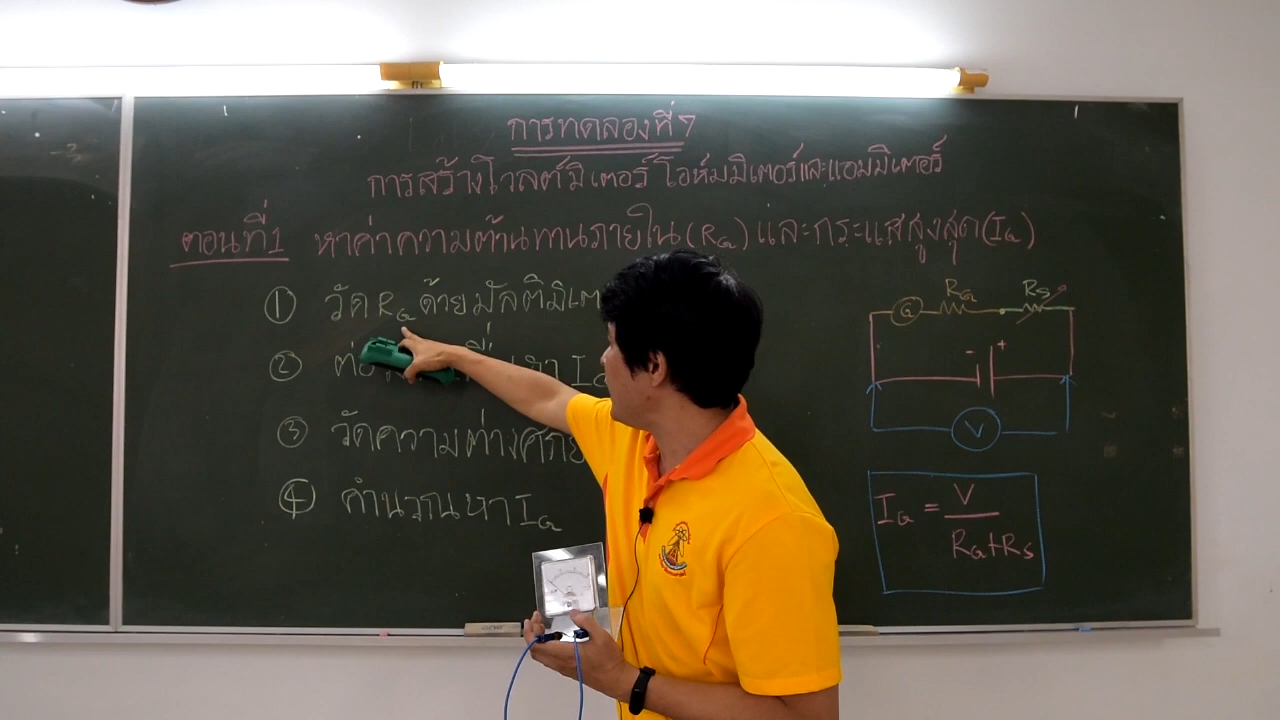 การทดลองที่ 7
การสร้างโวลต์มิเตอร์ โอห์มมิเตอร์และแอมมิเตอร์
ตอนที่ 1 หาค่าความต้านทานภายใน (RG) และกระแสสูงสุด (IG)
① วัด RG ด้วยมัลติมิเต
② ต่อ
③ วัดความต่างศักย
④ คำนวณหา IG
RG RS
G
- +
V
IG = V
RG+RS